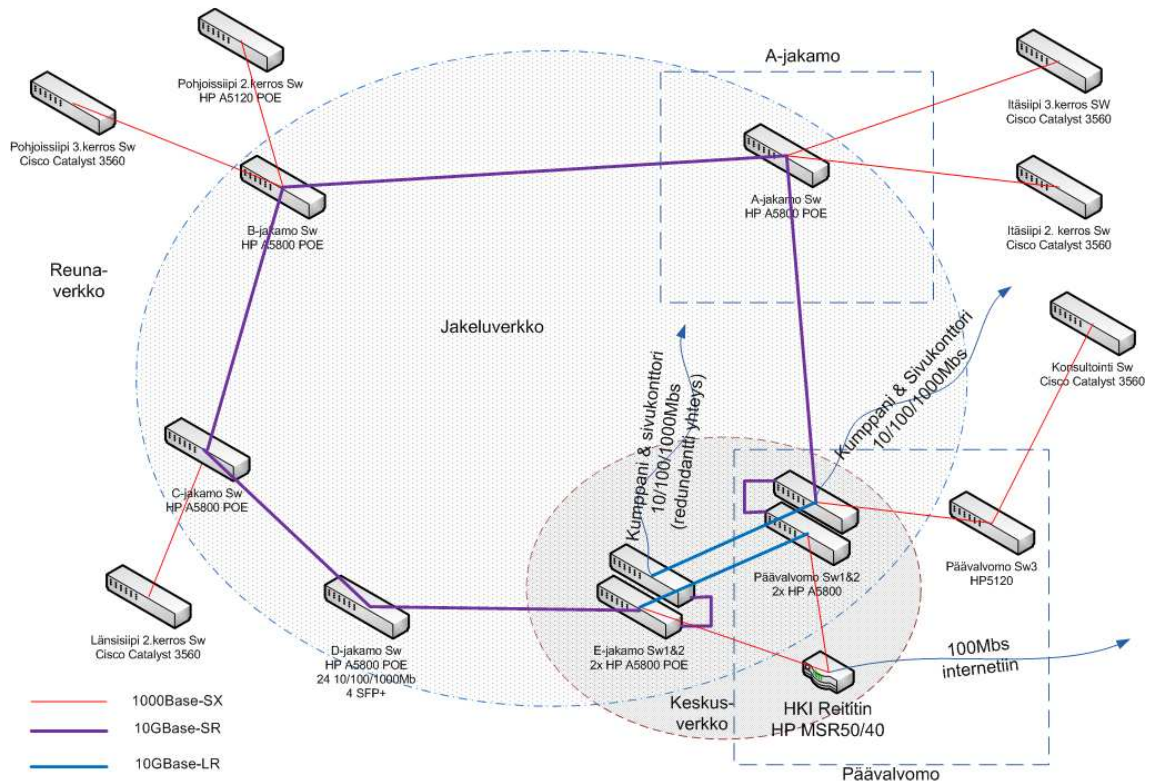 Pohjoissiipi 2.kerros Sw
HP A5120 POE
Pohjoissiipi 3.kerros Sw
Cisco Catalyst 3560
A-jakamo
Itäsiipi 3.kerros SW
Cisco Catalyst 3560
B-jakamo Sw
HP A5800 POE
A-jakamo Sw
HP A5800 POE
Itäsiipi 2. kerros Sw
Cisco Catalyst 3560
Reuna-
verkko
Jakeluverkko
Kumppani & sivukonttori
10/100/1000Mbs
(redundantti yhteys)
Kumppani & Sivukonttori
10/100/1000Mbs
Konsultointi Sw
Cisco Catalyst 3560
C-jakamo Sw
HP A5800 POE
Päävalvomo Sw1&2
2x HP A5800
Päävalvomo Sw3
HP5120
Länsisiipi 2.kerros Sw
Cisco Catalyst 3560
D-jakamo Sw
HP A5800 POE
24 10/100/1000Mb
4 SFP+
E-jakamo Sw1&2
2x HP A5800 POE
100Mbs
internetiin
Keskus-
verkko
HKI Reititin
HP MSR50/40
1000Base-SX
10GBase-SR
10GBase-LR
Päävalvomo